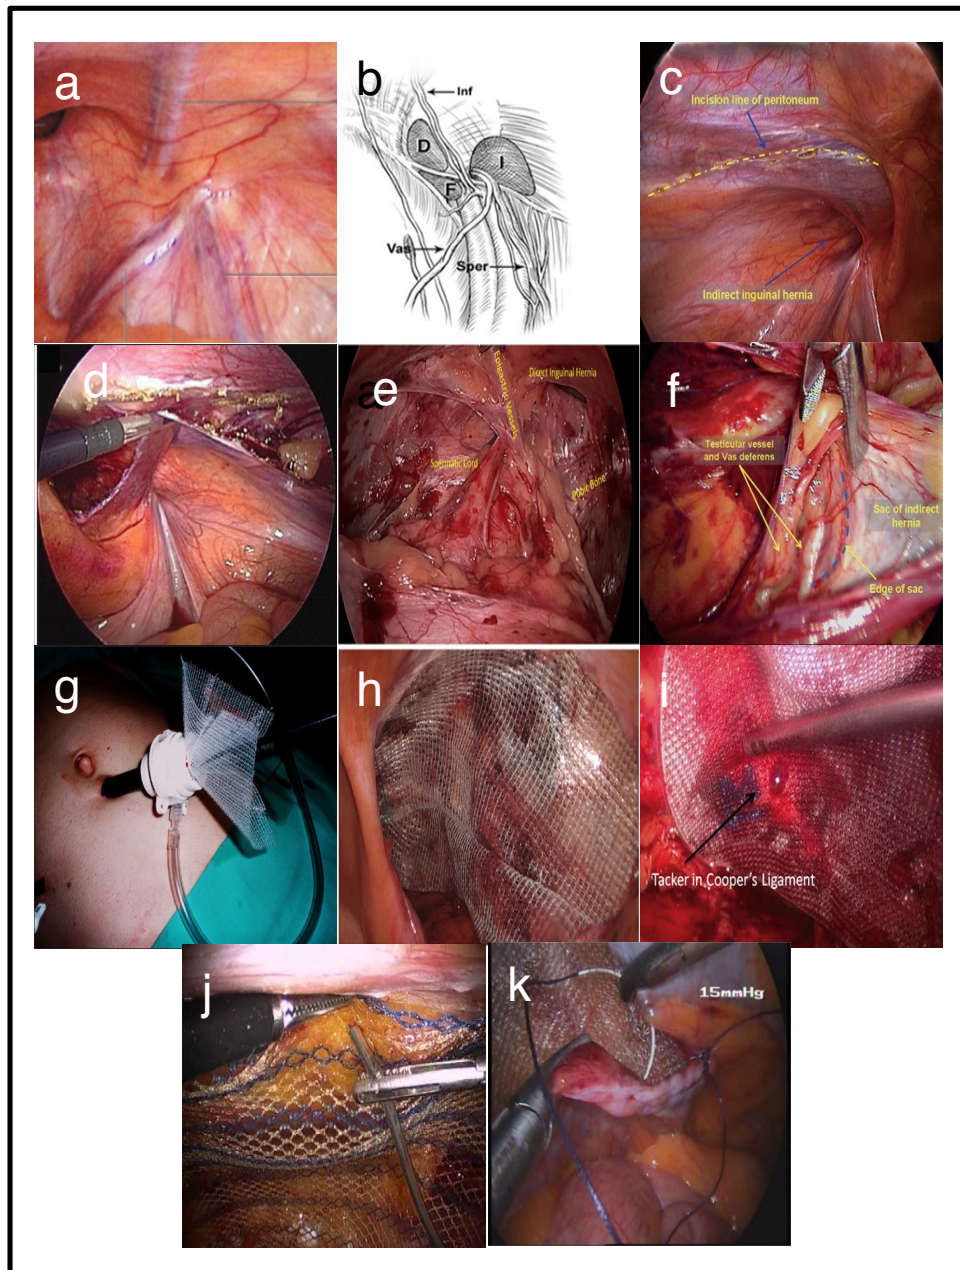 a
b
Inf
D
I
F
Vas
Sper
c
Incision line of peritoneum
Indirect inguinal hernia
d
e
Epigastric Vessels
Direct Inguinal Hernia
Spermatic Cord
Pubic Bone
f
Testicular vessel
and Vas deferens
Sac of indirect
hernia
Edge of sac
g
h
i
Tacker in Cooper's Ligament
j
k
15mmHg